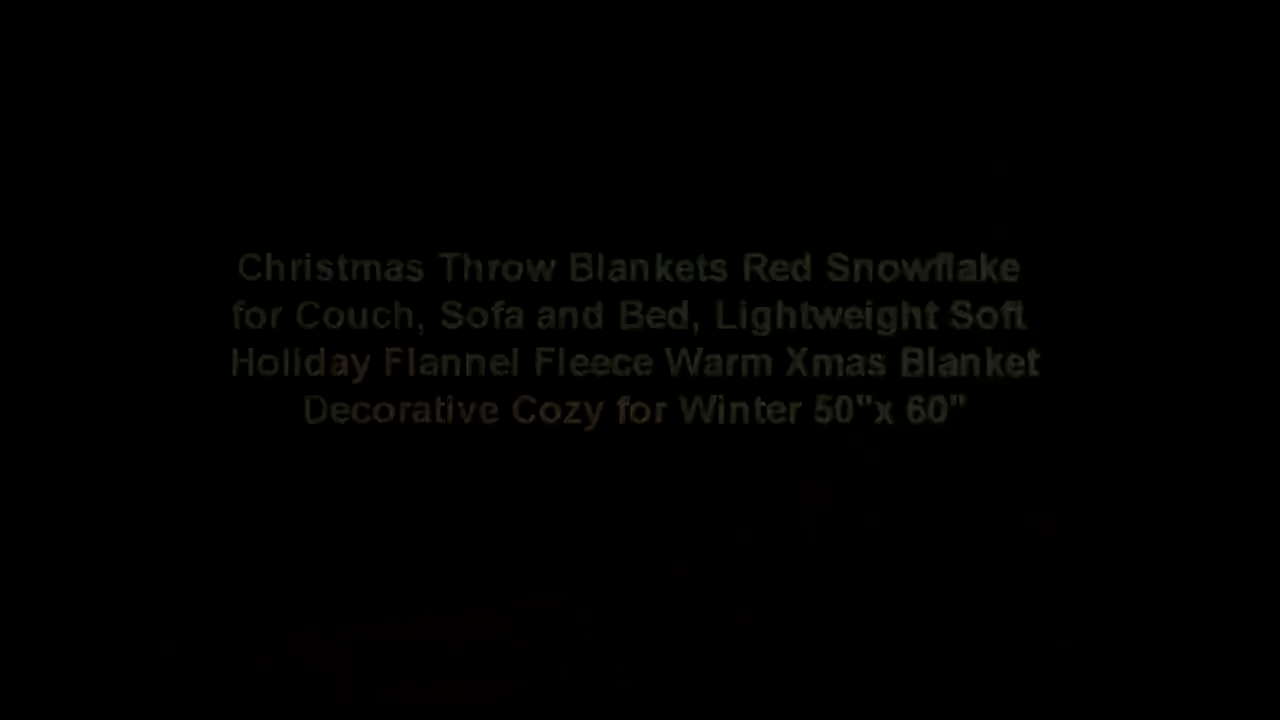 Christmas Throw Blankets Red Snowflake
for Couch, Sofa and Bed, Lightweight Soft
Holiday Flannel Fleece Warm Xmas Blanket
Decorative Cozy for Winter 50"x 60"